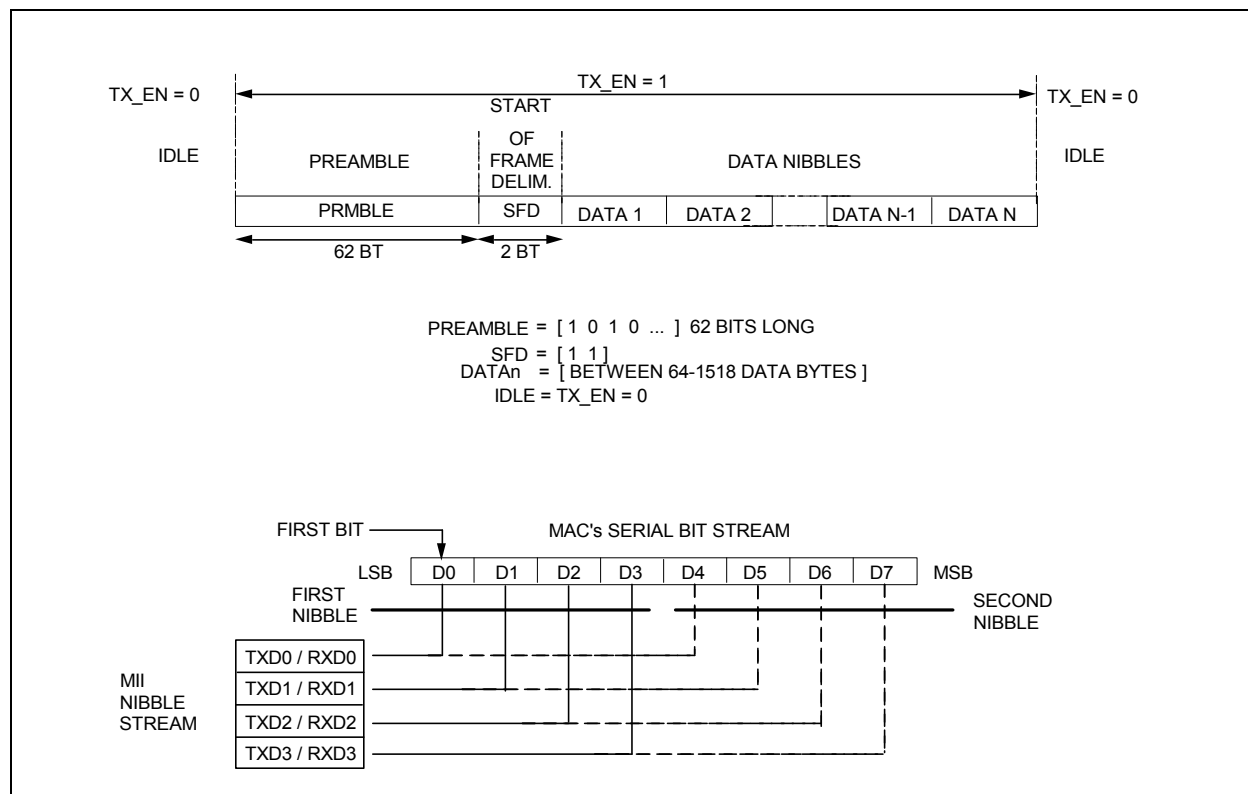 TX_EN = 0
TX_EN = 1
TX_EN = 0
IDLE
PREAMBLE
START
OF
FRAME
DELIM.
DATA NIBBLES
IDLE
PRMBLE
SFD
DATA 1
DATA 2
DATA N-1
DATA N
62 BT
2 BT
PREAMBLE = [ 1 0 1 0 ... ] 62 BITS LONG
SFD = [ 1 1 ]
DATAn = [ BETWEEN 64-1518 DATA BYTES ]
IDLE = TX_EN = 0
FIRST BIT
MAC's SERIAL BIT STREAM
LSB
D0
D1
D2
D3
D4
D5
D6
D7
MSB
FIRST
NIBBLE
SECOND
NIBBLE
MII
NIBBLE
STREAM
TXD0 / RXD0
TXD1 / RXD1
TXD2 / RXD2
TXD3 / RXD3